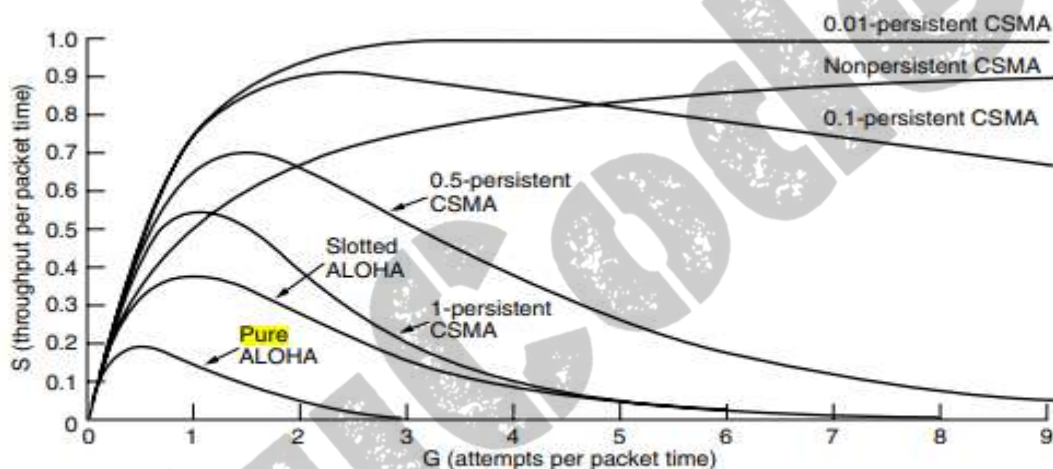 0.01-persistent CSMA
Nonpersistent CSMA
0.1-persistent CSMA
0.5-persistent
CSMA
Slotted
ALOHA
1-persistent
CSMA
Pure
ALOHA
S (throughput per packet time)
1.0
0.9
0.8
0.7
0.6
0.5
0.4
0.3
0.2
0.1
0
0 1 2 3 4 5 6 7 8 9
G (attempts per packet time)